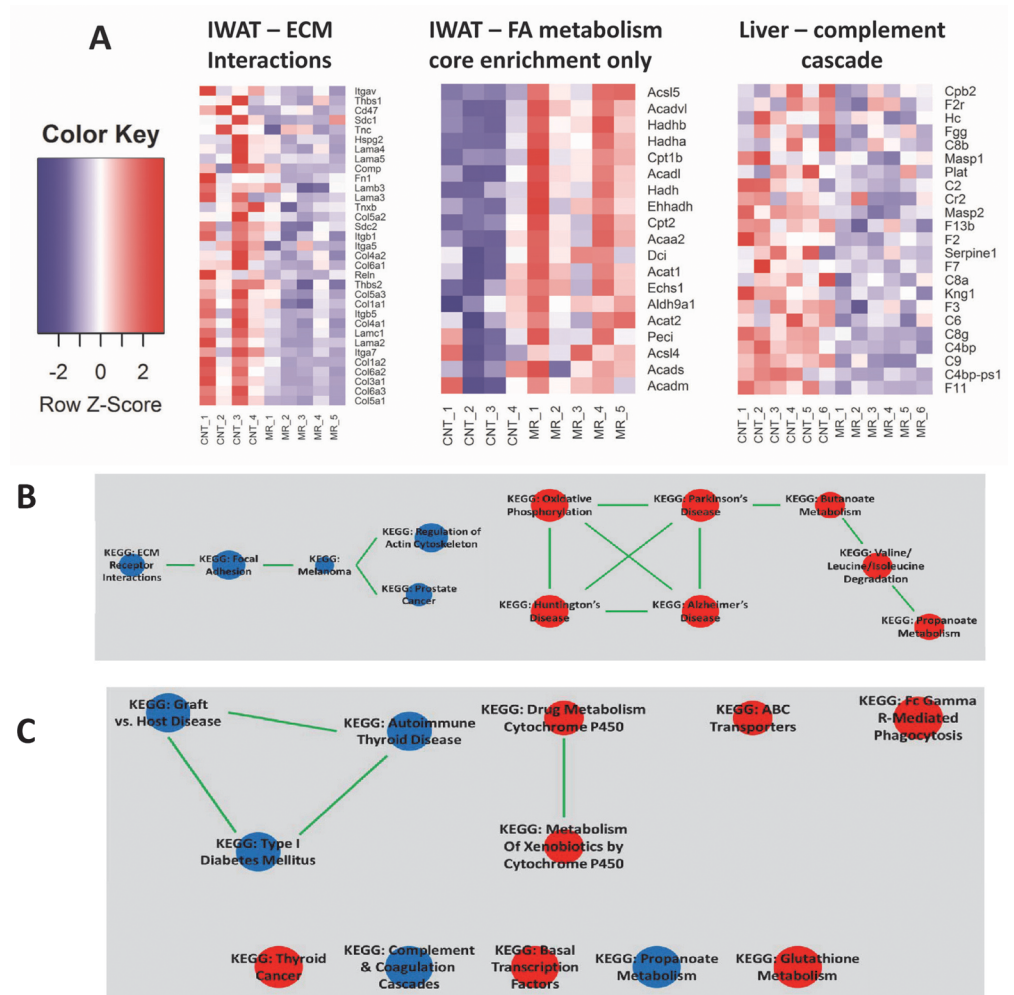 A
IWAT – ECM
Interactions
IWAT – FA metabolism
core enrichment only
Liver – complement
cascade
Color Key
-2 0 2
Row Z-Score
Itgav
Thbs1
Cd47
Sdc1
Tnc
Hspg2
Lama4
Lama5
Comp
Fn1
Lamb3
Lama3
Tnxb
Col5a2
Sdc2
Itgb1
Itga5
Col4a2
Col6a1
Reln
Thbs2
Col5a3
Col1a1
Itgb5
Col4a1
Lamc1
Lama2
Itga7
Col1a2
Col6a2
Col3a1
Col6a3
Col5a1
CNT_1
CNT_2
CNT_3
CNT_4
MR_1
MR_2
MR_3
MR_4
MR_5
Acsl5
Acadvl
Hadhb
Hadha
Cpt1b
Acadl
Hadh
Ehhadh
Cpt2
Acaa2
Dci
Acat1
Echs1
Aldh9a1
Acat2
Peci
Acsl4
Acads
Acadm
CNT_1
CNT_2
CNT_3
CNT_4
MR_1
MR_2
MR_3
MR_4
MR_5
Cpb2
F2r
Hc
Fgg
C8b
Masp1
Plat
C2
Cr2
Masp2
F13b
F2
Serpine1
F7
C8a
Kng1
F3
C6
C8g
C4bp
C9
C4bp-ps1
F11
CNT_1
CNT_2
CNT_3
CNT_4
CNT_5
CNT_6
MR_1
MR_2
MR_3
MR_4
MR_5
MR_6
B
KEGG: ECM
Receptor
Interactions
KEGG: Focal
Adhesion
KEGG:
Melanoma
KEGG: Regulation of
Actin Cytoskeleton
KEGG: Prostate
Cancer
KEGG: Oxidative
Phosphorylation
KEGG: Parkinson's
Disease
KEGG: Butanoate
Metabolism
KEGG: Valine/
Leucine/Isoleucine
Degradation
KEGG: Huntington's
Disease
KEGG: Alzheimer's
Disease
KEGG: Propanoate
Metabolism
C
KEGG: Graft
vs. Host Disease
KEGG: Autoimmune
Thyroid Disease
KEGG: Type I
Diabetes Mellitus
KEGG: Drug Metabolism
Cytochrome P450
KEGG: Metabolism
Of Xenobiotics by
Cytochrome P450
KEGG: ABC
Transporters
KEGG: Fc Gamma
R-Mediated
Phagocytosis
KEGG: Thyroid
Cancer
KEGG: Complement
& Coagulation
Cascades
KEGG: Basal
Transcription
Factors
KEGG: Propanoate
Metabolism
KEGG: Glutathione
Metabolism